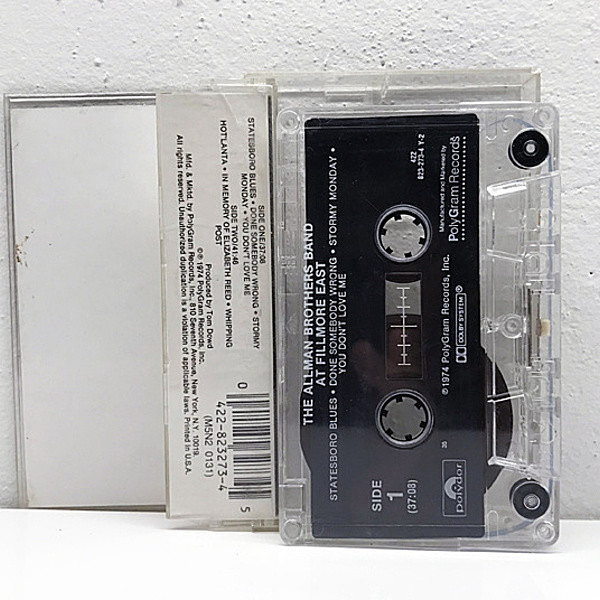 SIDE ONE/37:08
STATESBORO BLUES • DONE SOMEBODY WRONG • STORMY
MONDAY • YOU DON'T LOVE ME
SIDE TWO/41:46
HOT'LANTA • IN MEMORY OF ELIZABETH REED • WHIPPING
POST
Produced by Tom Dowd
©℗ 1974 PolyGram Records, Inc.
Mfd. & Mktd. by PolyGram Records, Inc., 810 Seventh Avenue, New York, N.Y. 10019
All rights reserved. Unauthorized duplication is a violation of applicable laws. Printed in U.S.A.
0
422-823273-4
5
(M5N2 0131)
422
823-273-4 Y-2
Manufactured and Marketed by
PolyGram Records
THE ALLMAN BROTHERS BAND
AT FILLMORE EAST
STATESBORO BLUES • DONE SOMEBODY WRONG • STORMY MONDAY •
YOU DON'T LOVE ME
℗ 1974 PolyGram Records, Inc.
DOLBY SYSTEM®
SIDE
1
(37:08)
35
polydor